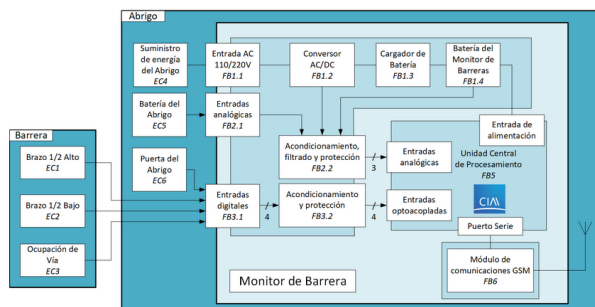 Abrigo
Suministro
de energía
del Abrigo
EC4
Entrada AC
110/220V
FB1.1
Conversor
AC/DC
FB1.2
Cargador de
Batería
FB1.3
Batería del
Monitor de
Barreras
FB1.4
Batería del
Abrigo
EC5
Entradas
analógicas
FB2.1
Entrada de
alimentación
Barrera
Brazo 1/2 Alto
EC1
Puerta del
Abrigo
EC6
Acondicionamiento,
filtrado y protección
FB2.2
3
Entradas
analógicas
Unidad Central
de Procesamiento
FB5
Brazo 1/2 Bajo
EC2
Entradas
digitales
FB3.1
4
Acondicionamiento
y protección
FB3.2
4
Entradas
optoacopladas
CIAA
Puerto Serie
Ocupación de
Vía
EC3
Monitor de Barrera
Módulo de
comunicaciones GSM
FB6